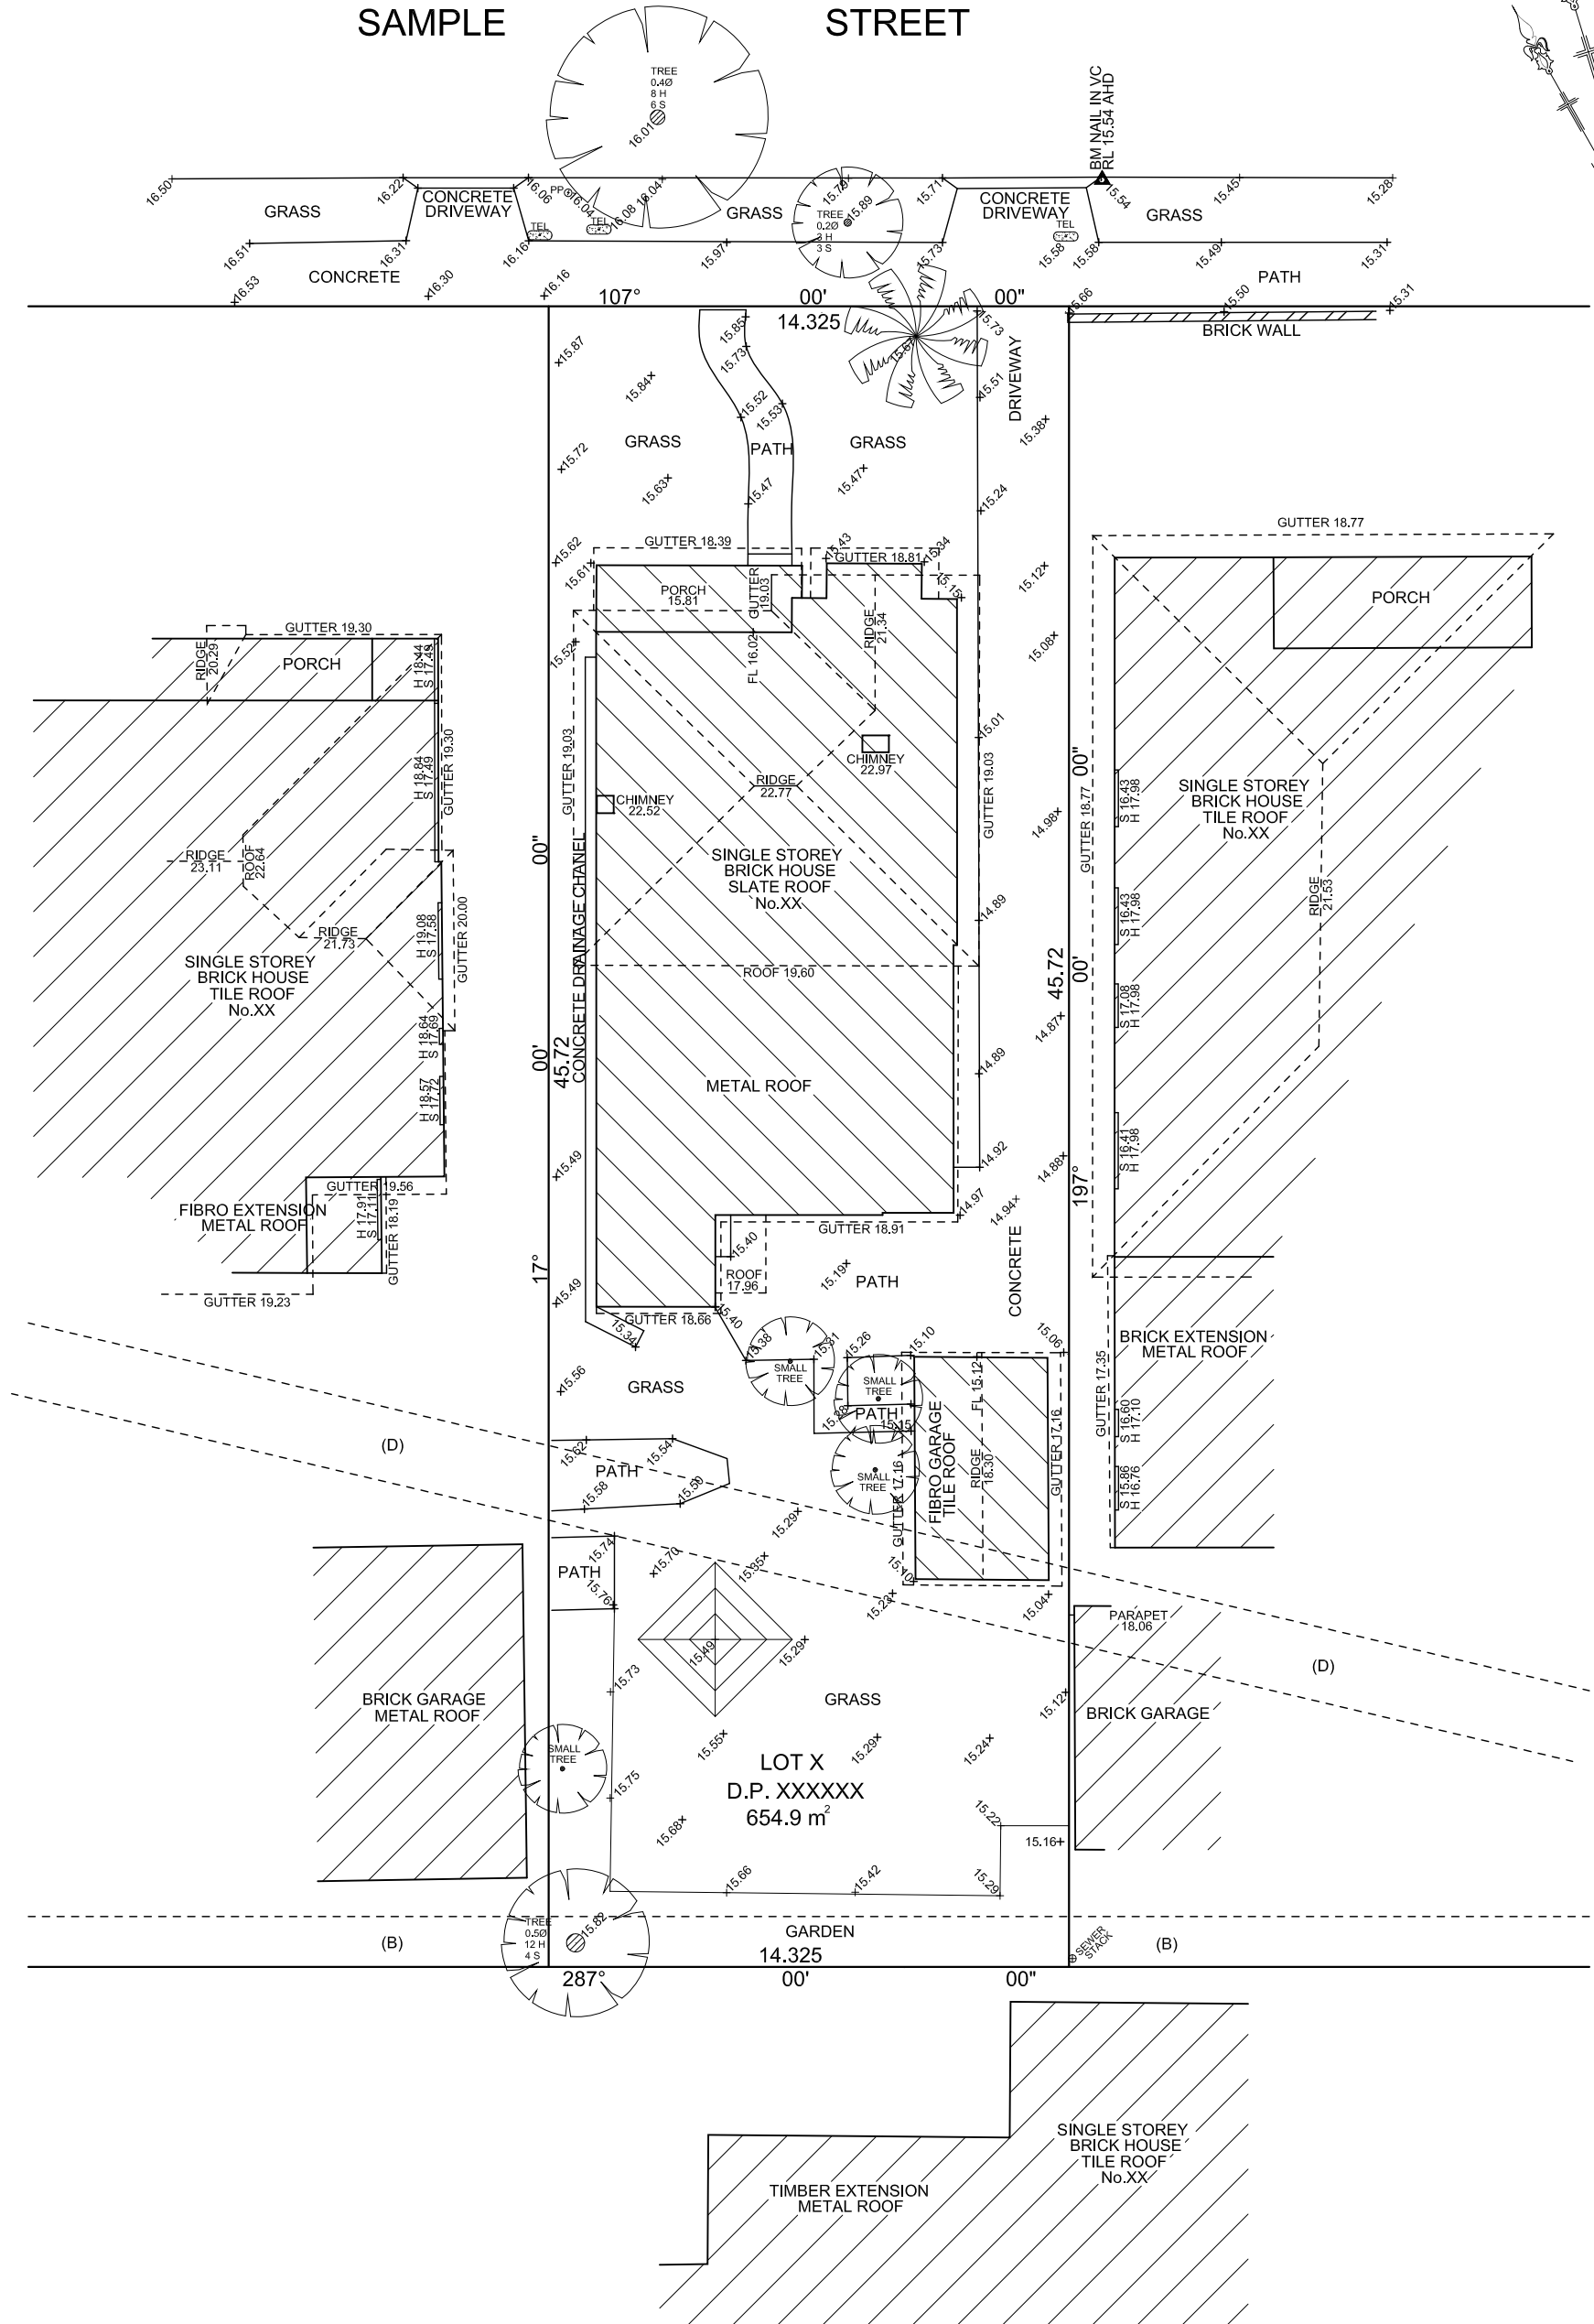 SAMPLE STREET
TREE
0.4Ø
8 H
6 S
16.01
BM NAIL IN VC
RL 15.54 AHD
16.50
16.22
16.06
PP
16.04
16.08
16.04
15.79
15.89
15.71
15.54
15.45
15.28
GRASS
CONCRETE
DRIVEWAY
TEL
TEL
GRASS
TREE
0.2Ø
3 H
3 S
CONCRETE
DRIVEWAY
TEL
GRASS
16.51
16.31
16.16
15.97
15.73
15.58
15.58
15.49
15.31
CONCRETE
PATH
16.53
16.30
16.16
107° 00' 00"
14.325
15.66
15.50
15.31
BRICK WALL
15.87
15.85
15.73
15.67
15.73
15.84
15.52
15.53
15.51
DRIVEWAY
15.38
GRASS
PATH
GRASS
15.72
15.63
15.47
15.47
15.24
GUTTER 18.77
GUTTER 18.39
15.43
GUTTER 18.81
15.34
15.62
15.61
15.15
15.12
PORCH
15.81
GUTTER
19.03
FL 16.02
RIDGE
21.34
15.52
15.08
PORCH
GUTTER 19.30
RIDGE
20.29
PORCH
H 18.44
S 17.49
GUTTER 19.30
H 18.84
S 17.49
GUTTER 19.03
15.01
CHIMNEY
22.97
RIDGE
22.77
CHIMNEY
22.52
GUTTER 19.03
14.98
GUTTER 18.77
S 16.43
H 17.98
SINGLE STOREY
BRICK HOUSE
TILE ROOF
No.XX
RIDGE
23.11
ROOF
22.64
SINGLE STOREY
BRICK HOUSE
SLATE ROOF
No.XX
14.89
S 16.43
H 17.98
RIDGE
21.53
RIDGE
21.73
H 19.08
S 17.58
GUTTER 20.00
SINGLE STOREY
BRICK HOUSE
TILE ROOF
No.XX
ROOF 19.60
H 18.64
S 17.69
H 18.57
S 17.72
17° 00' 00"
45.72
CONCRETE DRAINAGE CHANEL
METAL ROOF
14.87
14.89
45.72
197° 00' 00"
S 17.08
H 17.98
S 16.41
H 17.98
15.49
14.92
14.88
GUTTER 19.56
FIBRO EXTENSION
METAL ROOF
H 17.91
S 17.11
GUTTER 18.19
GUTTER 19.23
14.97
14.94
GUTTER 18.91
15.40
ROOF
17.96
15.19
PATH
CONCRETE
15.49
GUTTER 18.66
15.40
15.34
15.38
15.31
15.26
15.10
15.06
SMALL
TREE
SMALL
TREE
BRICK EXTENSION
METAL ROOF
GUTTER 17.35
15.56
GRASS
FL 15.12
PATH
15.28
15.15
S 16.60
H 17.10
S 15.86
H 16.76
(D)
15.62
15.54
PATH
15.58
15.50
SMALL
TREE
GUTTER 17.16
FIBRO GARAGE
TILE ROOF
RIDGE
18.30
GUTTER 17.16
15.29
15.74
PATH
15.76
15.70
15.35
15.10
15.23
15.04
PARAPET
18.06
15.49
15.29
(D)
15.73
BRICK GARAGE
METAL ROOF
GRASS
15.12
BRICK GARAGE
SMALL
TREE
15.55
15.29
15.24
15.75
LOT X
D.P. XXXXXX
654.9 m²
15.68
15.22
15.16
15.66
15.42
15.29
TREE
0.5Ø
12 H
4 S
15.82
GARDEN
(B)
14.325
SEWER
STACK
(B)
287° 00' 00"
SINGLE STOREY
BRICK HOUSE
TILE ROOF
No.XX
TIMBER EXTENSION
METAL ROOF